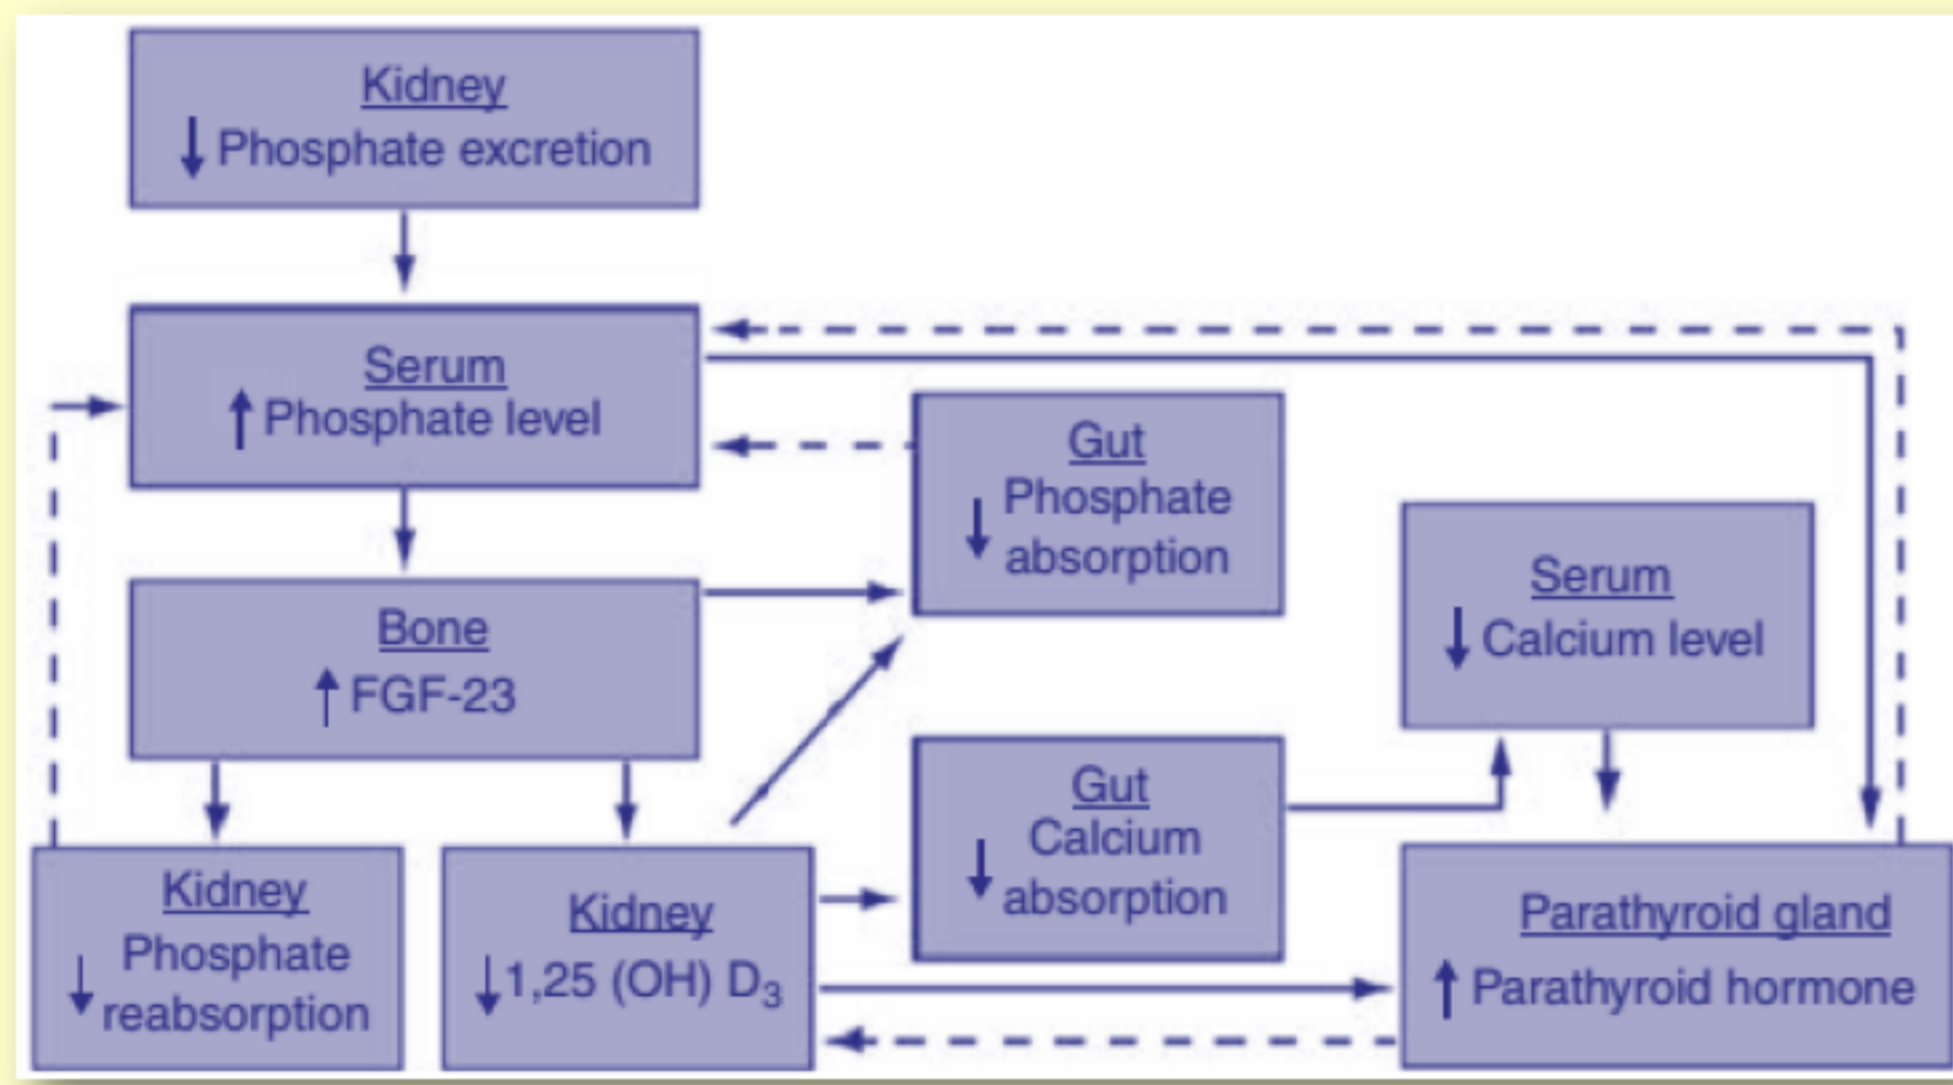 Kidney
↓ Phosphate excretion
Serum
↑ Phosphate level
Gut
↓ Phosphate
absorption
Serum
↓ Calcium level
Bone
↑ FGF-23
Gut
↓ Calcium
absorption
Kidney
↓ Phosphate
reabsorption
Kidney
↓ 1,25 (OH) D₃
Parathyroid gland
↑ Parathyroid hormone